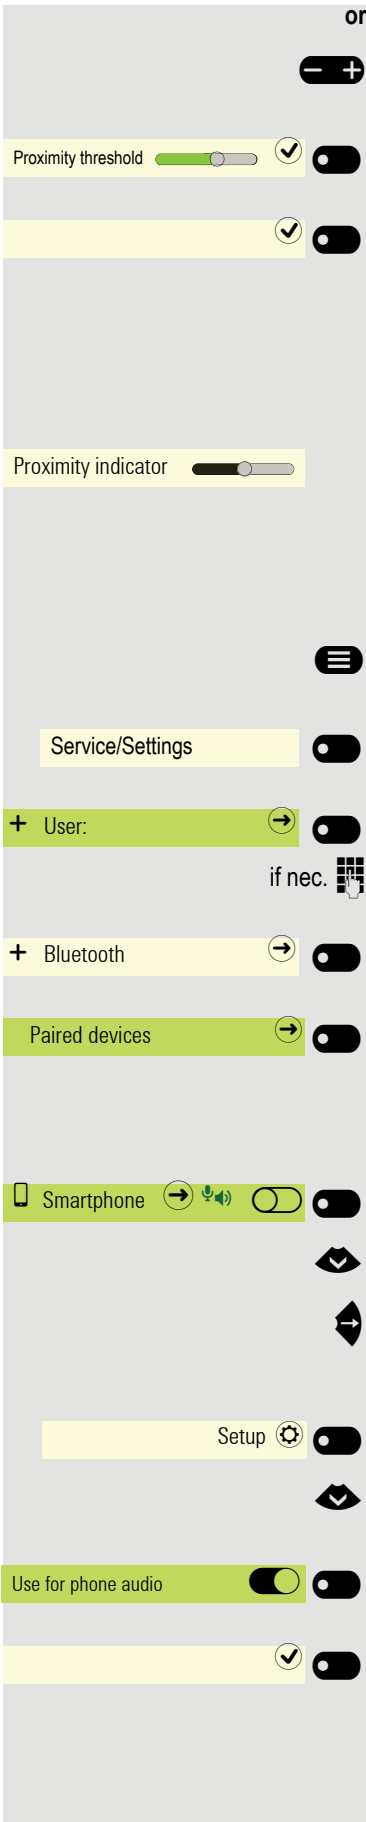 or
Proximity threshold
Proximity indicator
Service/Settings
+ User:
if nec.
+ Bluetooth
Paired devices
Smartphone
Setup
Use for phone audio